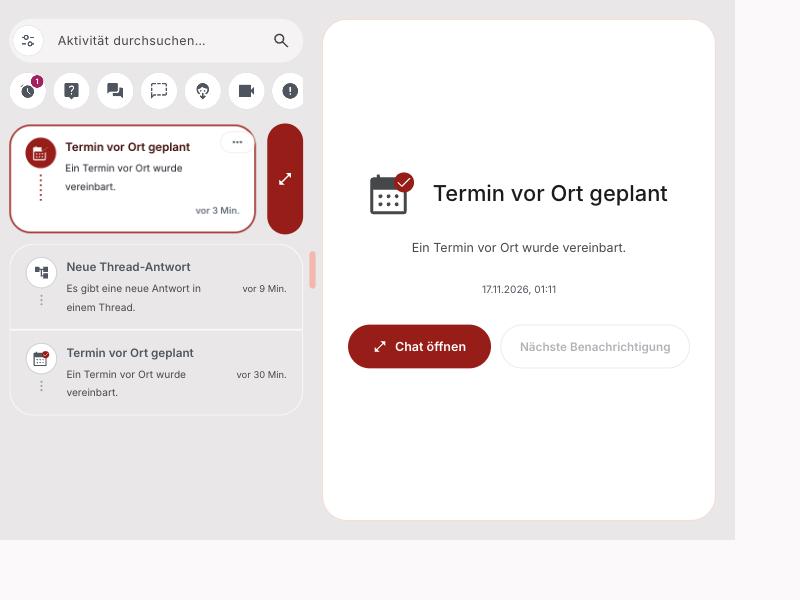 Aktivität durchsuchen...
1
Termin vor Ort geplant
Ein Termin vor Ort wurde
vereinbart.
vor 3 Min.
Neue Thread-Antwort
Es gibt eine neue Antwort in
einem Thread.
vor 9 Min.
Termin vor Ort geplant
Ein Termin vor Ort wurde
vereinbart.
vor 30 Min.
Termin vor Ort geplant
Ein Termin vor Ort wurde vereinbart.
17.11.2026, 01:11
Chat öffnen
Nächste Benachrichtigung